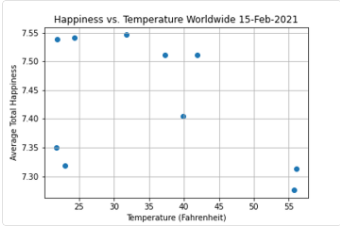 Happiness vs. Temperature Worldwide 15-Feb-2021
7.55
7.50
7.45
7.40
7.35
7.30
Average Total Happiness
25 30 35 40 45 50 55
Temperature (Fahrenheit)